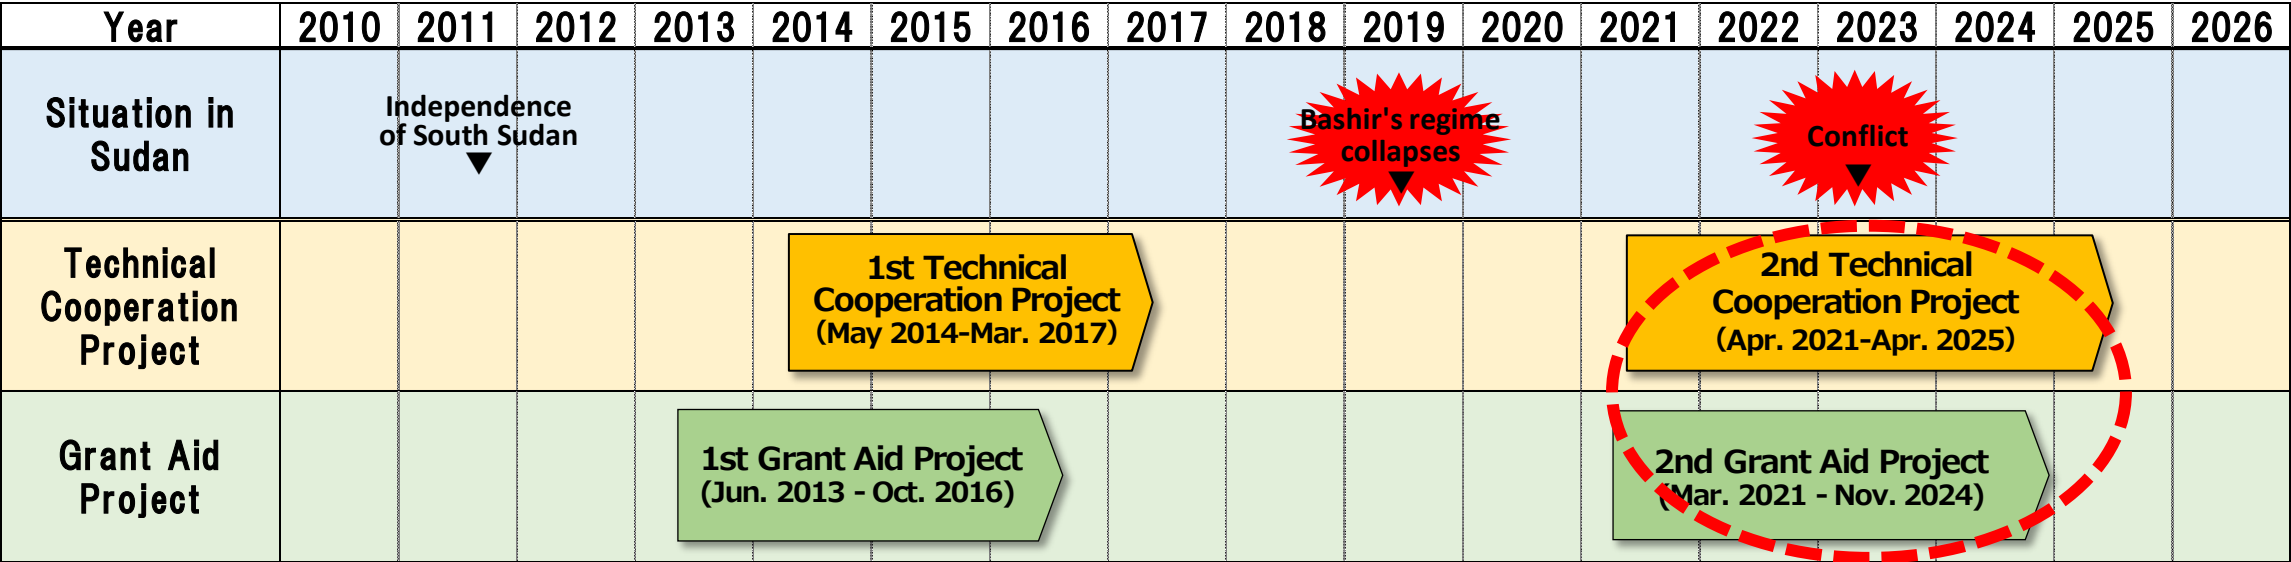 Year 2010 2011 2012 2013 2014 2015 2016 2017 2018 2019 2020 2021 2022 2023 2024 2025 2026
Situation in
Sudan
Independence
of South Sudan
▼
Bashir's regime
collapses
▼
Conflict
▼
Technical
Cooperation
Project
1st Technical
Cooperation Project
(May 2014-Mar. 2017)
2nd Technical
Cooperation Project
(Apr. 2021-Apr. 2025)
Grant Aid
Project
1st Grant Aid Project
(Jun. 2013 - Oct. 2016)
2nd Grant Aid Project
(Mar. 2021 - Nov. 2024)